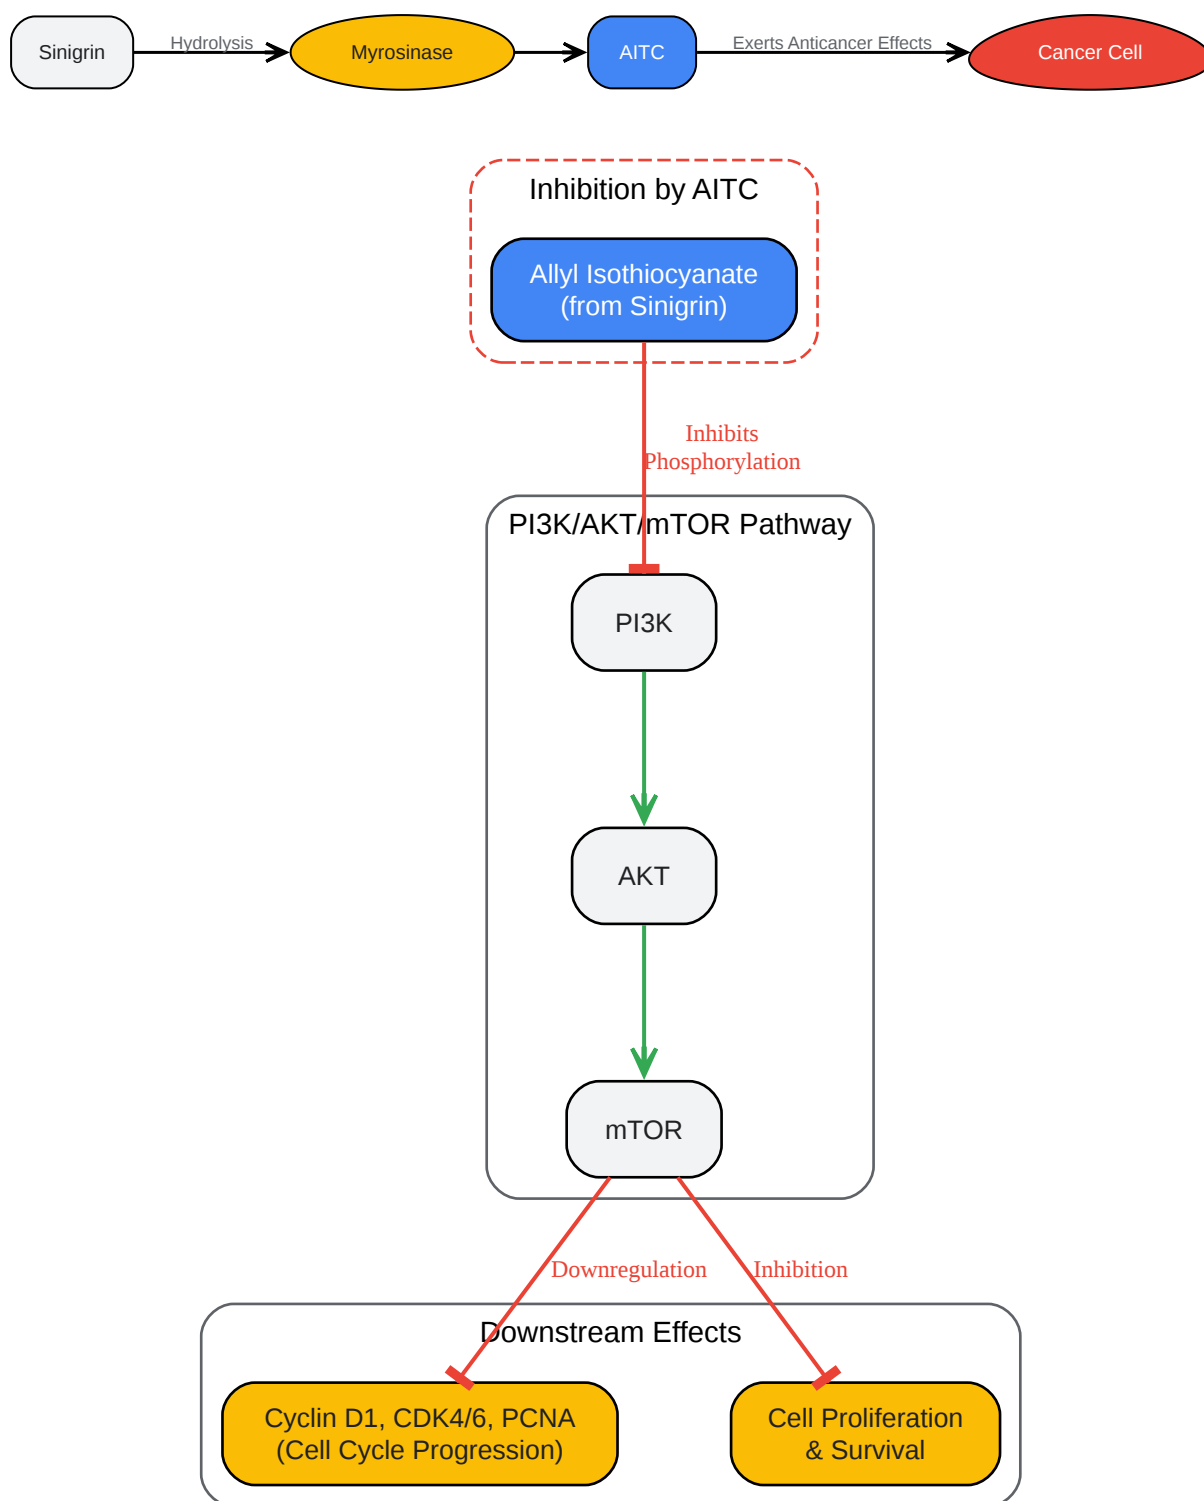 Sinigrin
Hydrolysis
Myrosinase
AITC
Exerts Anticancer Effects
Cancer Cell
Inhibition by AITC
Allyl Isothiocyanate
(from Sinigrin)
Inhibits
Phosphorylation
PI3K/AKT/mTOR Pathway
PI3K
AKT
mTOR
Downregulation
Inhibition
Downstream Effects
Cyclin D1, CDK4/6, PCNA
(Cell Cycle Progression)
Cell Proliferation
& Survival